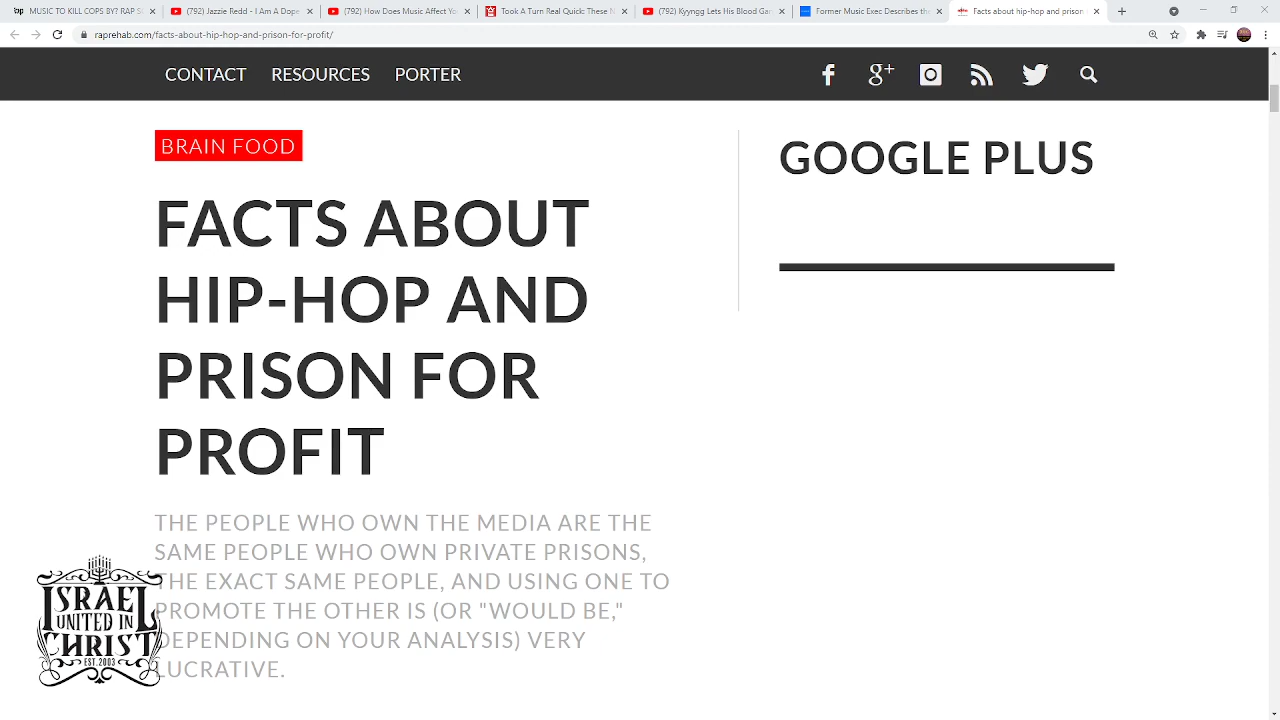 MUSIC TO KILL COPS BY? RAP S
(792) Jazzie Redd - I Am A Dope
(792) How Does Music Affect Yo
Took A Turn Real Quick: These N
(792) Kyyngg Lets His Blood Gan
Former Music Exec Describes the
Facts about hip-hop and prison
raprehab.com/facts-about-hip-hop-and-prison-for-profit/
CONTACT RESOURCES PORTER
BRAIN FOOD
FACTS ABOUT
HIP-HOP AND
PRISON FOR
PROFIT
THE PEOPLE WHO OWN THE MEDIA ARE THE
SAME PEOPLE WHO OWN PRIVATE PRISONS,
THE EXACT SAME PEOPLE, AND USING ONE TO
PROMOTE THE OTHER IS (OR "WOULD BE,"
DEPENDING ON YOUR ANALYSIS) VERY
LUCRATIVE.
GOOGLE PLUS
ISRAEL
UNITED IN
CHRIST
EST. 2003